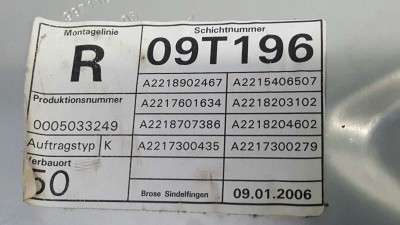 Montagelinie Schichtnummer
R 09T196
A2218902467 A2215406507
Produktionsnummer A2217601634 A2218203102
0005033249 A2218707386 A2218204602
Auftragstyp K A2217300435 A2217300279
Verbauort
50 Brose Sindelfingen 09.01.2006